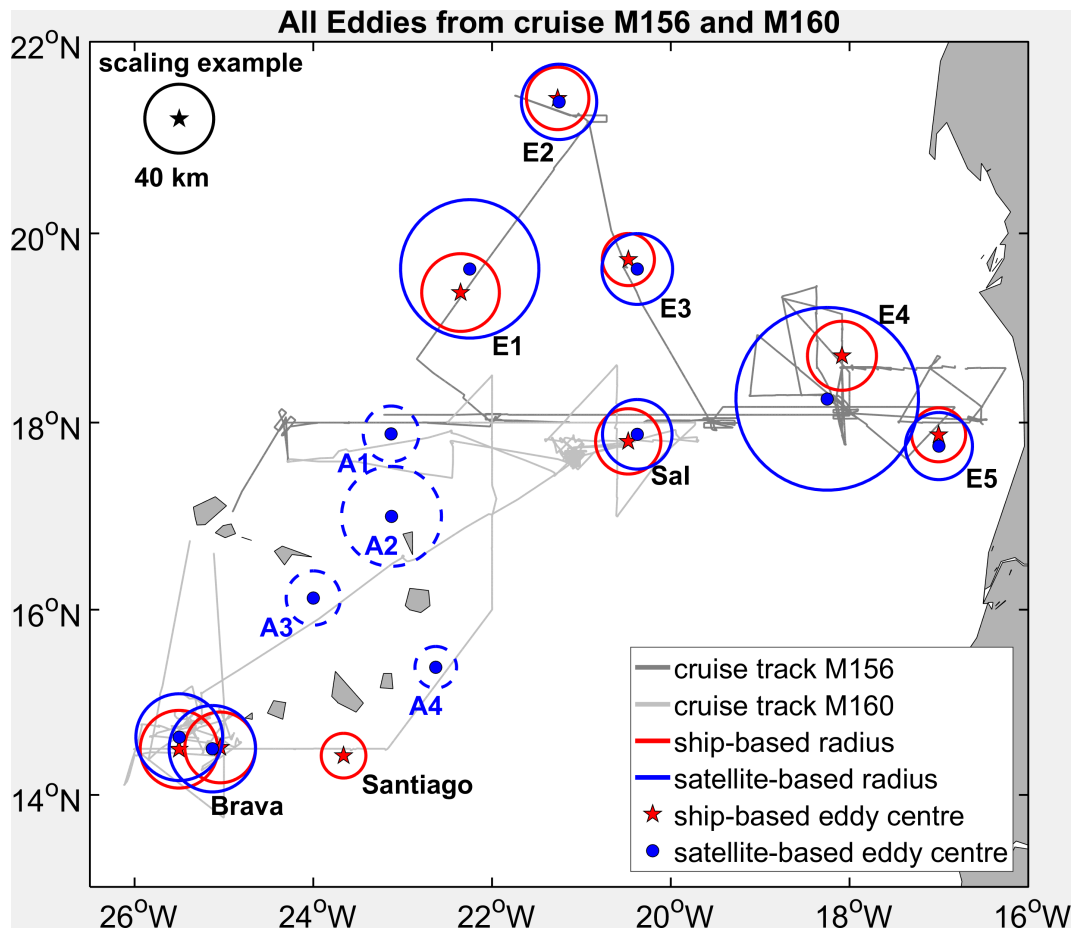 All Eddies from cruise M156 and M160
22°N
20°N
18°N
16°N
14°N
scaling example
40 km
E2
E1
E3
E4
E5
Sal
A1
A2
A3
A4
Brava
Santiago
cruise track M156
cruise track M160
ship-based radius
satellite-based radius
ship-based eddy centre
satellite-based eddy centre
26°W 24°W 22°W 20°W 18°W 16°W